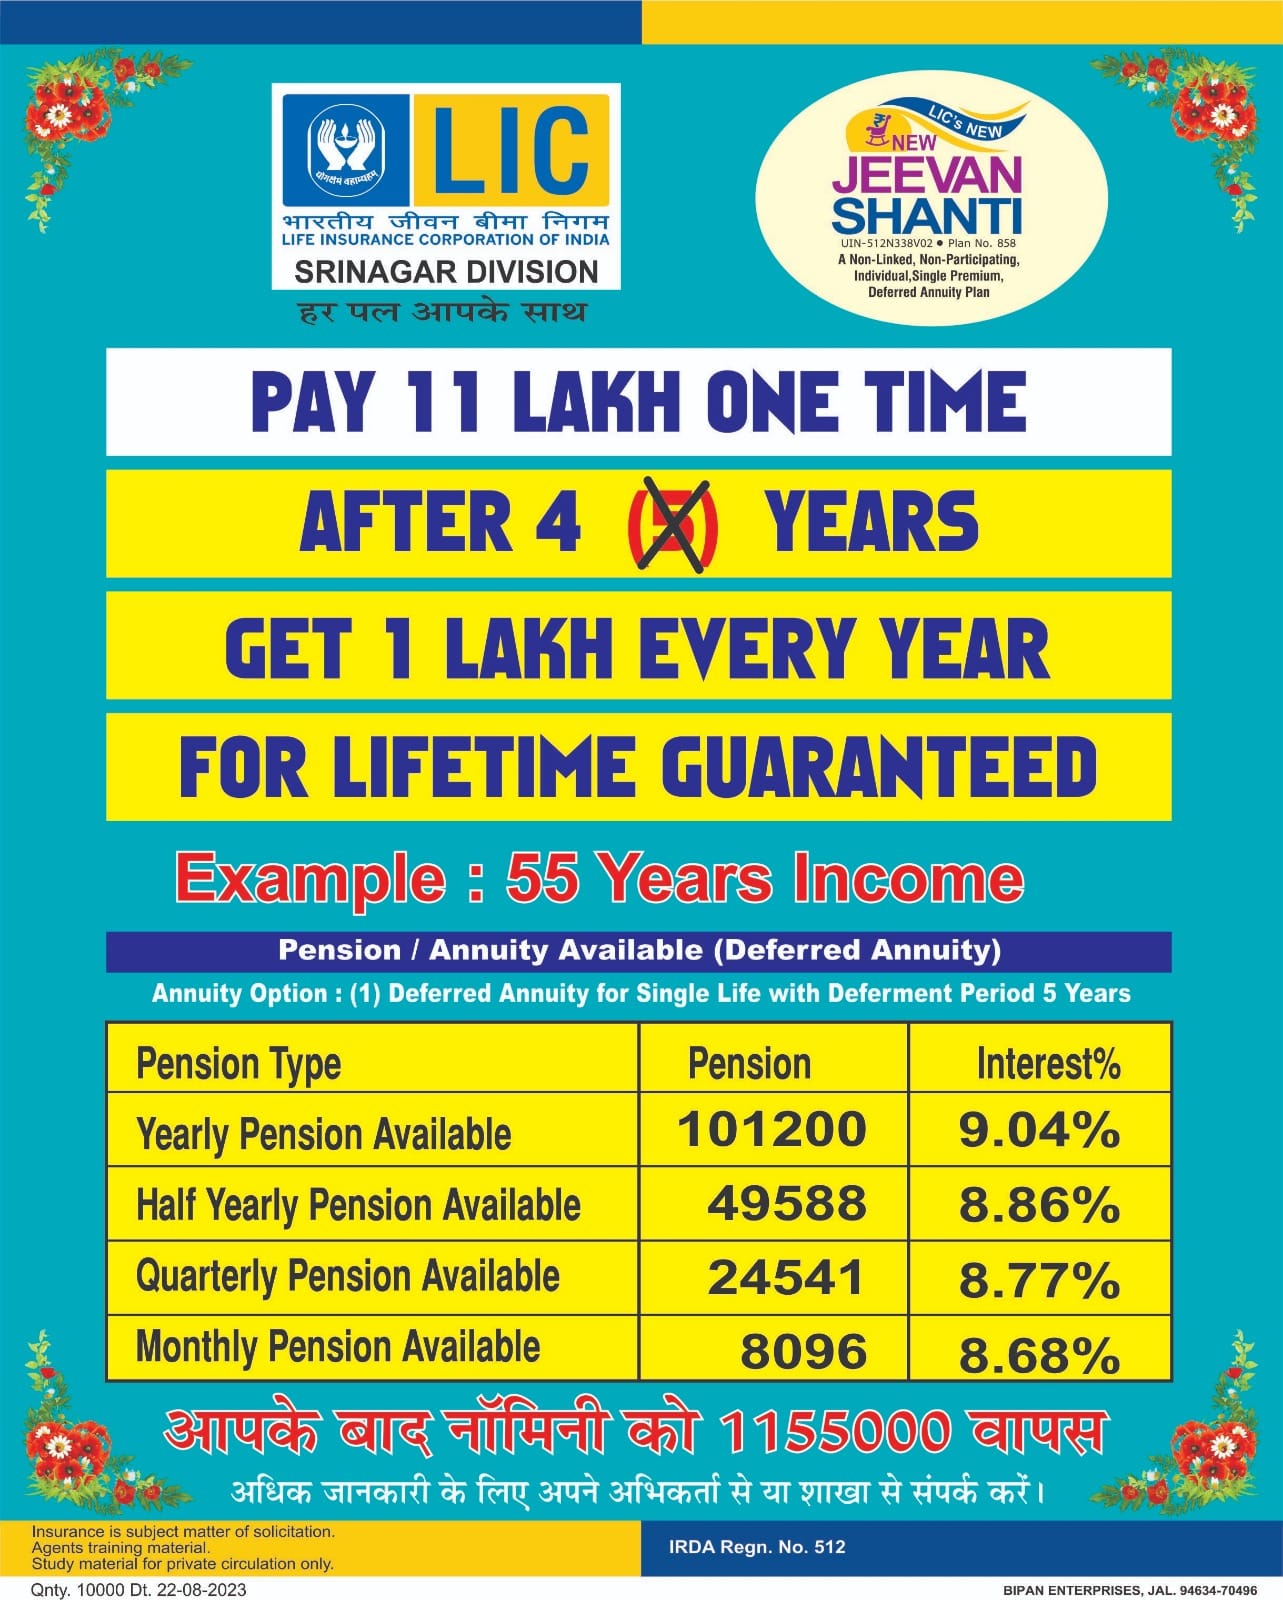 योगक्षेमं वहाम्यहम्
LIC
भारतीय जीवन बीमा निगम
LIFE INSURANCE CORPORATION OF INDIA
SRINAGAR DIVISION
हर पल आपके साथ
LIC's NEW
₹
NEW
JEEVAN
SHANTI
UIN-512N338V02 • Plan No. 858
A Non-Linked, Non-Participating,
Individual,Single Premium,
Deferred Annuity Plan
PAY 11 LAKH ONE TIME
AFTER 4 (5) YEARS
GET 1 LAKH EVERY YEAR
FOR LIFETIME GUARANTEED
Example : 55 Years Income
Pension / Annuity Available (Deferred Annuity)
Annuity Option : (1) Deferred Annuity for Single Life with Deferment Period 5 Years
Pension Type Pension Interest%
Yearly Pension Available 101200 9.04%
Half Yearly Pension Available 49588 8.86%
Quarterly Pension Available 24541 8.77%
Monthly Pension Available 8096 8.68%
आपके बाद नॉमिनी को 1155000 वापस
अधिक जानकारी के लिए अपने अभिकर्ता से या शाखा से संपर्क करें।
Insurance is subject matter of solicitation.
Agents training material.
Study material for private circulation only.
IRDA Regn. No. 512
Qnty. 10000 Dt. 22-08-2023
BIPAN ENTERPRISES, JAL. 94634-70496